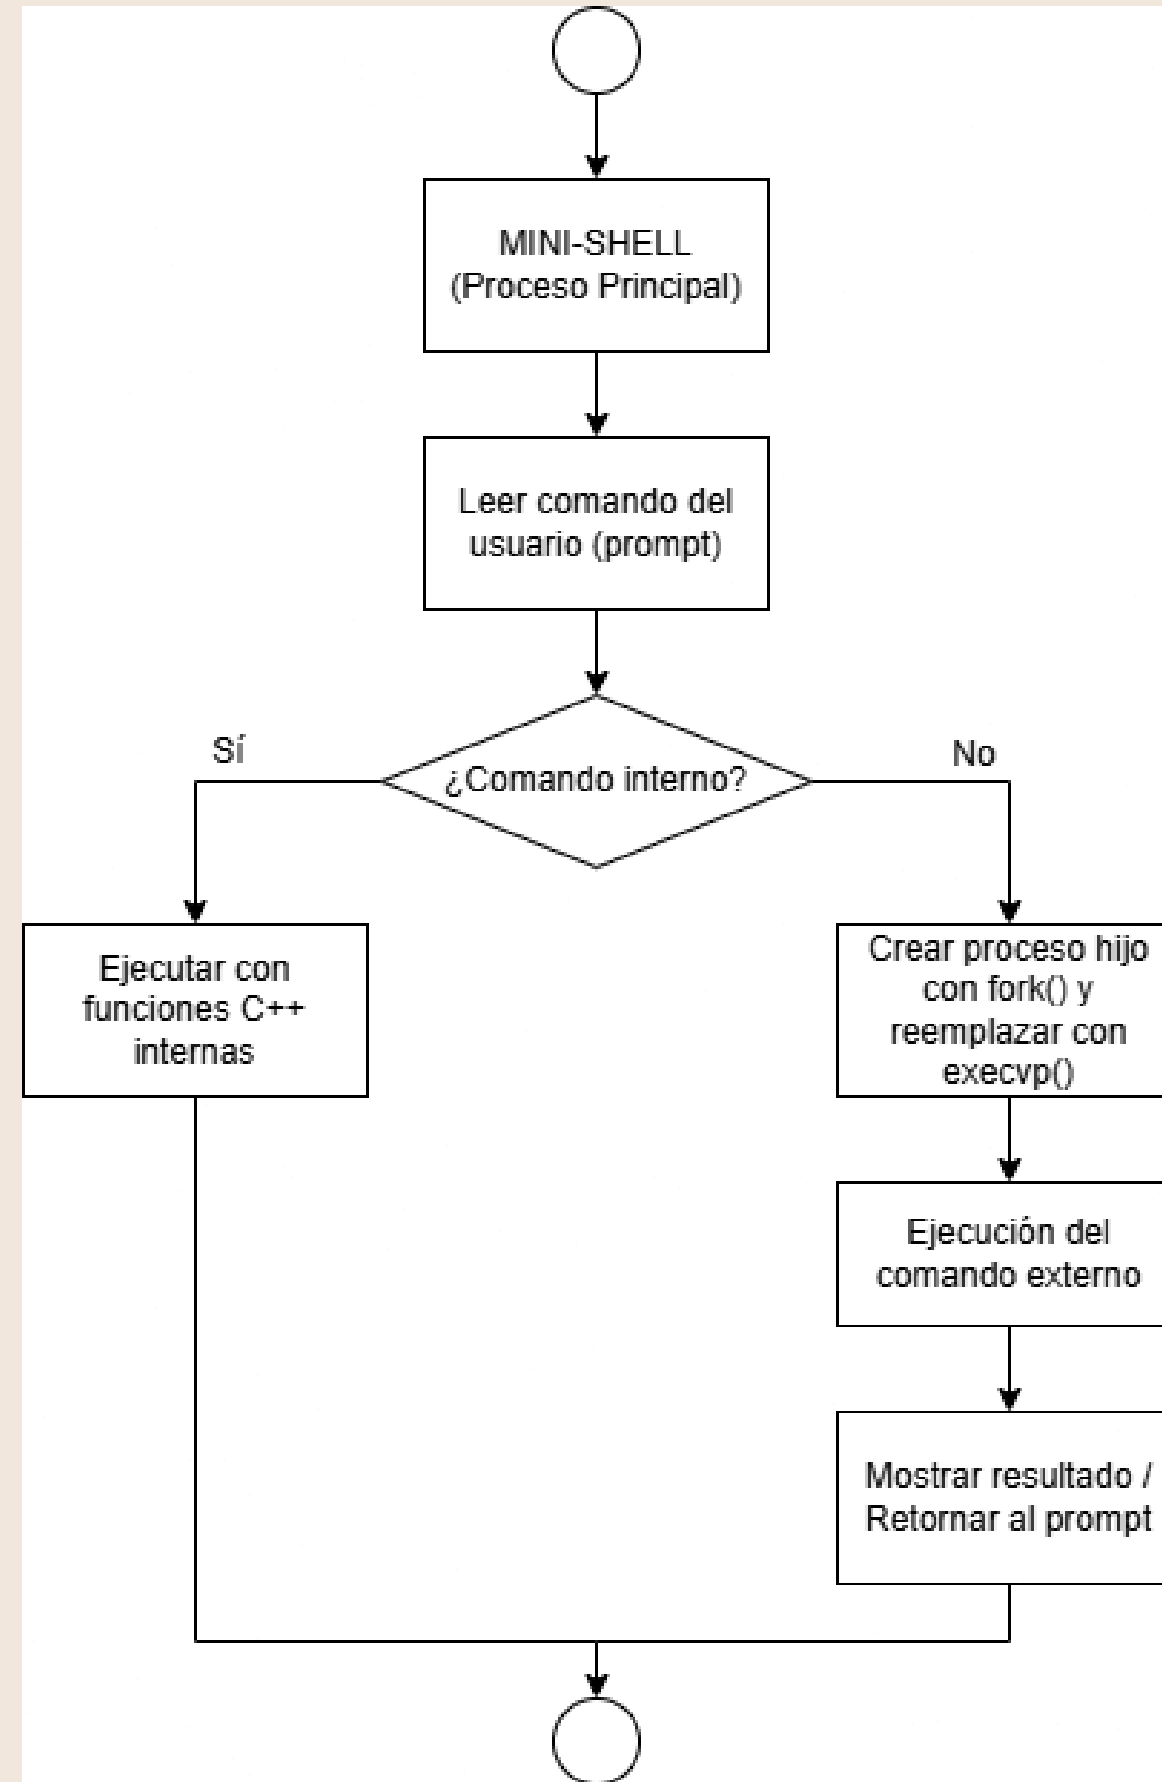 MINI-SHELL
(Proceso Principal)
Leer comando del
usuario (prompt)
¿Comando interno?
Sí
No
Ejecutar con
funciones C++
internas
Crear proceso hijo
con fork() y
reemplazar con
execvp()
Ejecución del
comando externo
Mostrar resultado /
Retornar al prompt